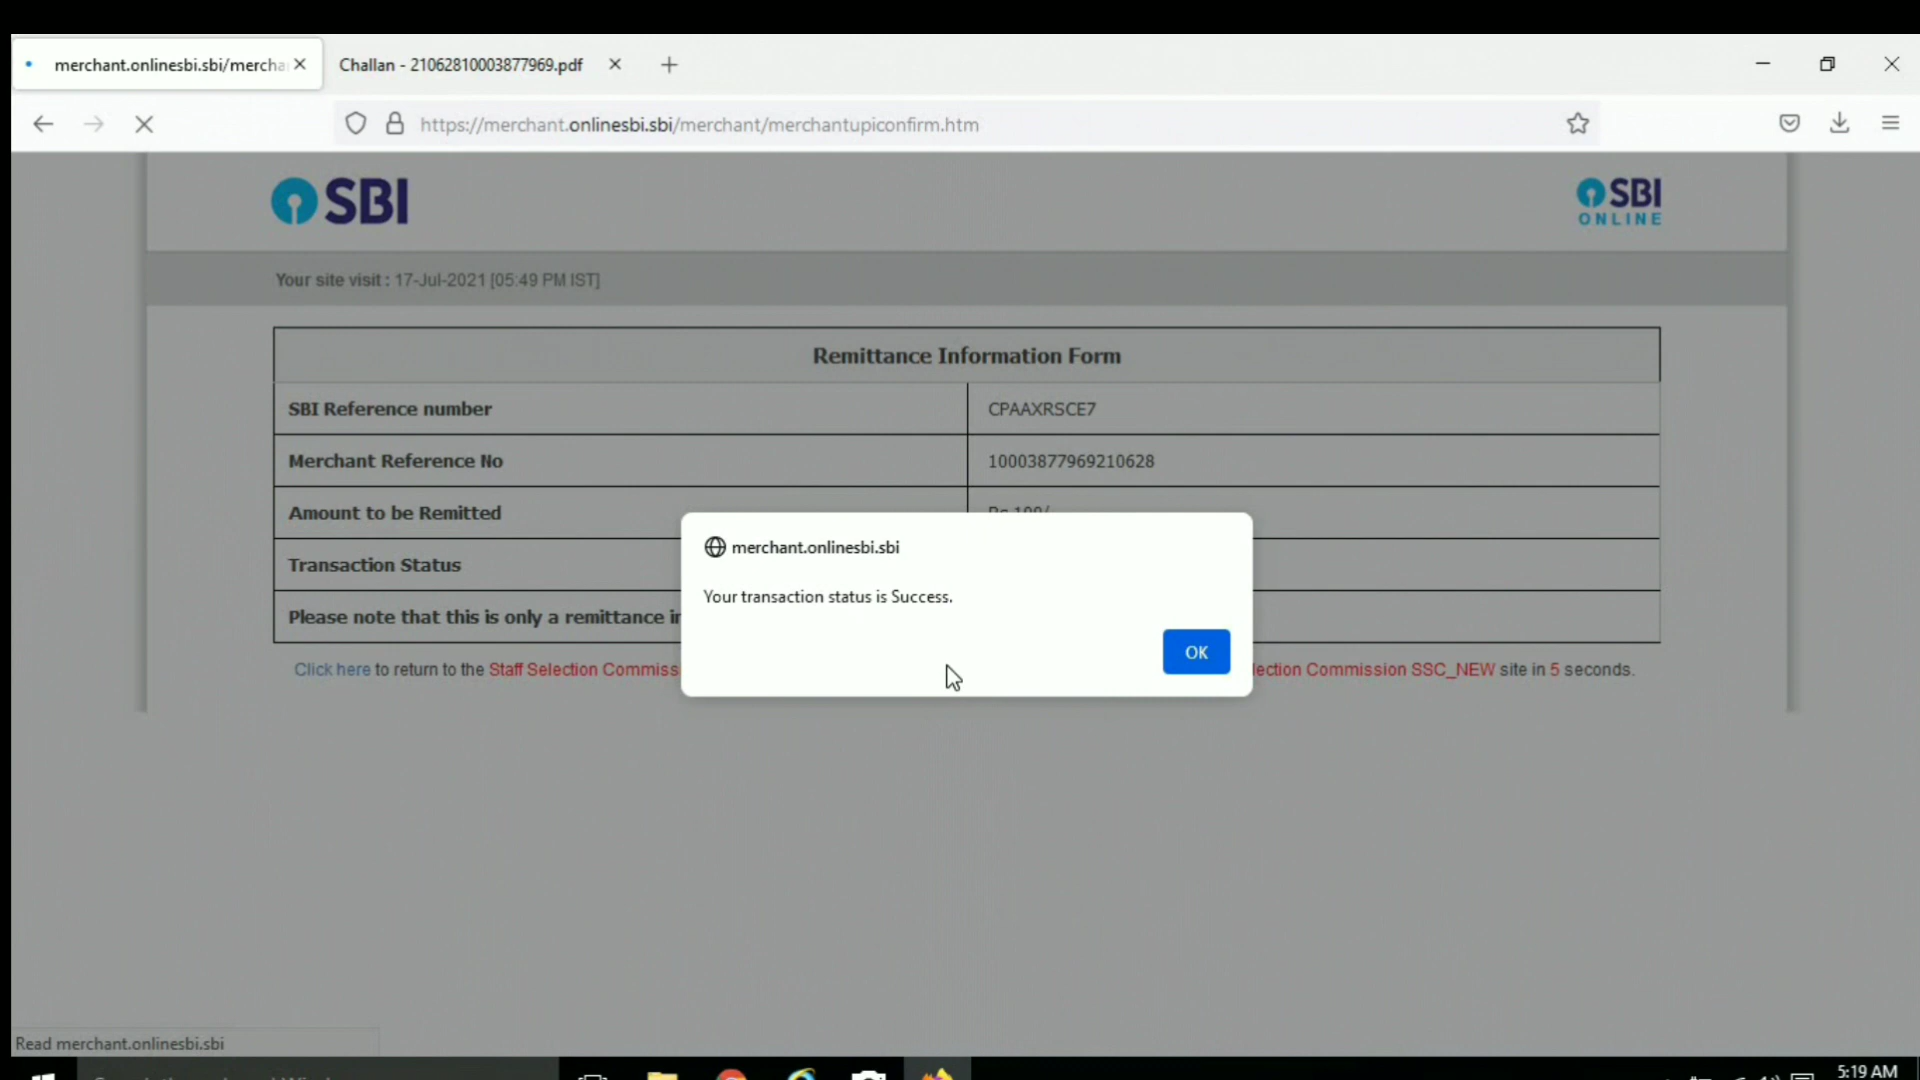 merchant.onlinesbi.sbi/mercha
Challan - 21062810003877969.pdf
https://merchant.onlinesbi.sbi/merchant/merchantupiconfirm.htm
SBI
SBI
ONLINE
Your site visit : 17-Jul-2021 [05:49 PM IST]
Remittance Information Form
SBI Reference number CPAAXRSCE7
Merchant Reference No 10003877969210628
Amount to be Remitted
Transaction Status
Please note that this is only a remittance
merchant.onlinesbi.sbi
Your transaction status is Success.
OK
Click here to return to the Staff Selection Commiss
lection Commission SSC_NEW site in 5 seconds.
Read merchant.onlinesbi.sbi
5:19 AM